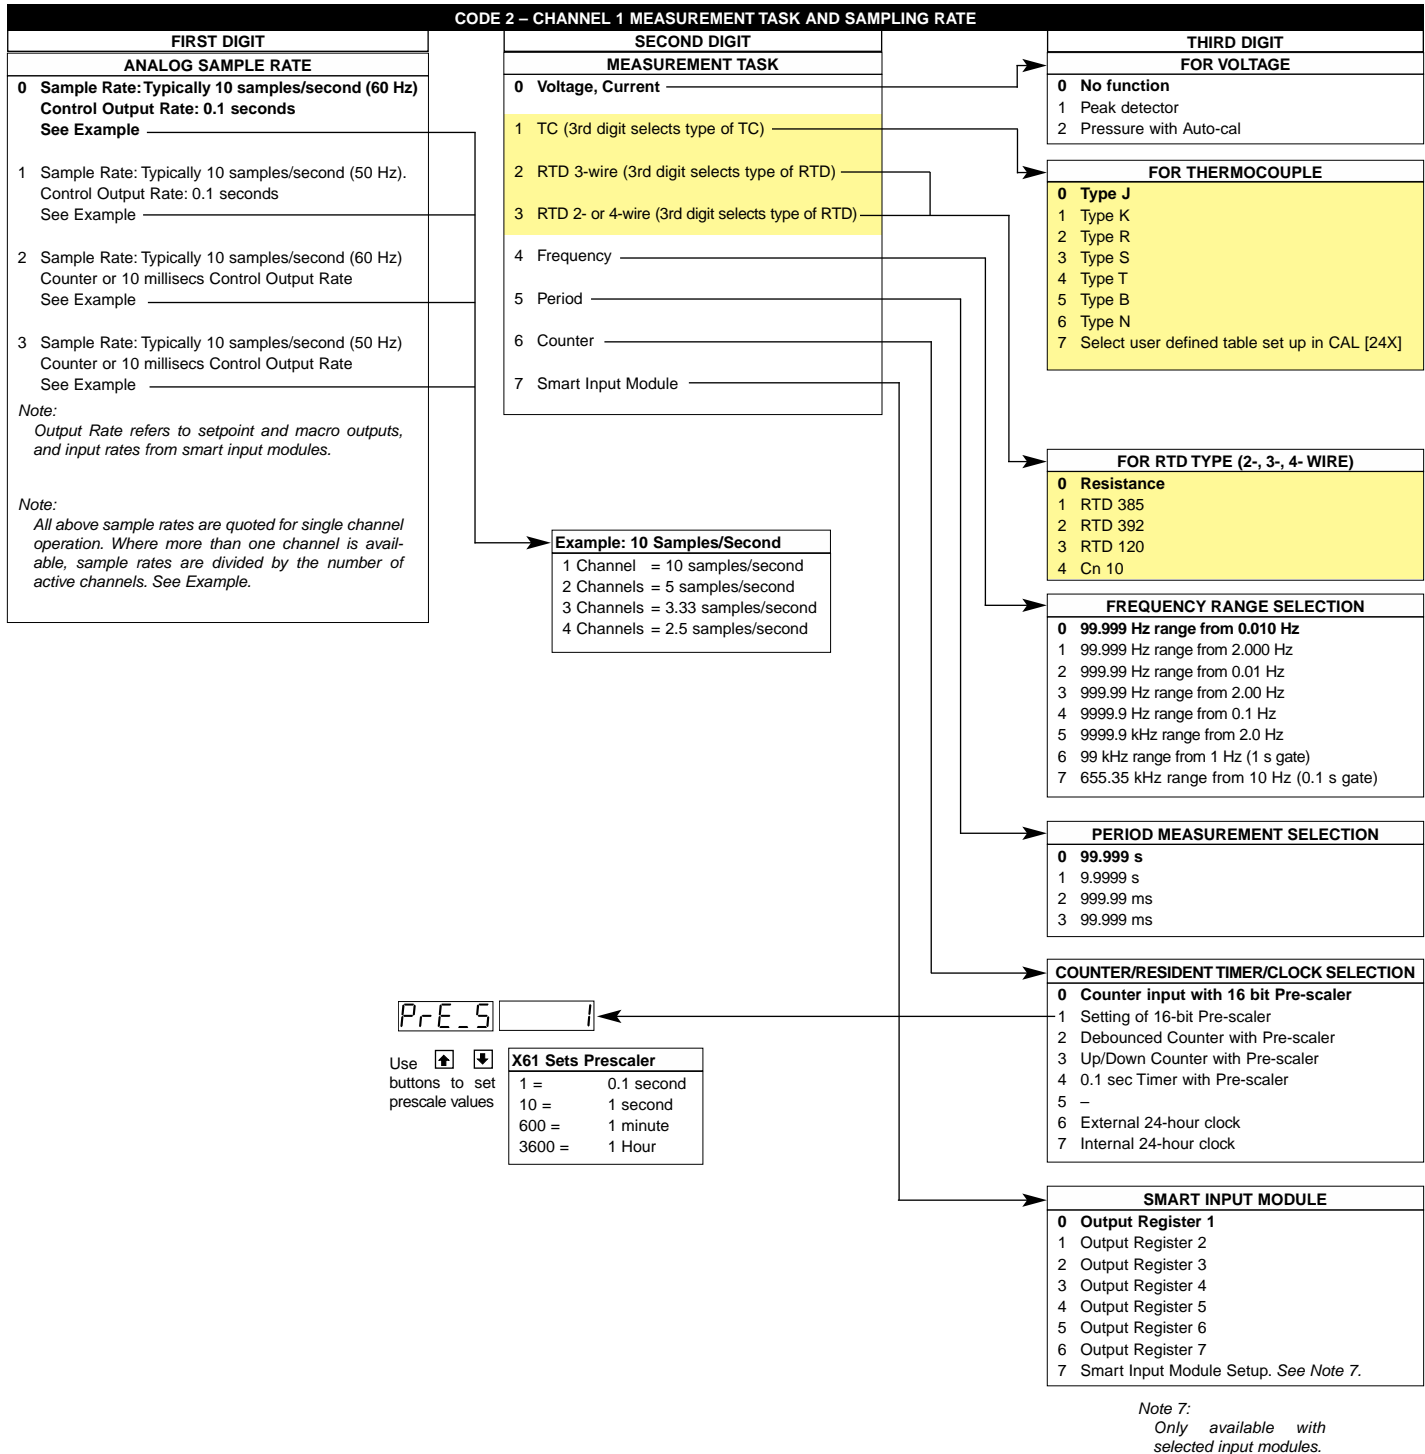 CODE 2 – CHANNEL 1 MEASUREMENT TASK AND SAMPLING RATE
FIRST DIGIT
ANALOG SAMPLE RATE
0 Sample Rate: Typically 10 samples/second (60 Hz)
Control Output Rate: 0.1 seconds
See Example
1 Sample Rate: Typically 10 samples/second (50 Hz).
Control Output Rate: 0.1 seconds
See Example
2 Sample Rate: Typically 10 samples/second (60 Hz)
Counter or 10 millisecs Control Output Rate
See Example
3 Sample Rate: Typically 10 samples/second (50 Hz)
Counter or 10 millisecs Control Output Rate
See Example
Note:
Output Rate refers to setpoint and macro outputs,
and input rates from smart input modules.
Note:
All above sample rates are quoted for single channel
operation. Where more than one channel is avail-
able, sample rates are divided by the number of
active channels. See Example.
SECOND DIGIT
MEASUREMENT TASK
0 Voltage, Current
1 TC (3rd digit selects type of TC)
2 RTD 3-wire (3rd digit selects type of RTD)
3 RTD 2- or 4-wire (3rd digit selects type of RTD)
4 Frequency
5 Period
6 Counter
7 Smart Input Module
Example: 10 Samples/Second
1 Channel = 10 samples/second
2 Channels = 5 samples/second
3 Channels = 3.33 samples/second
4 Channels = 2.5 samples/second
THIRD DIGIT
FOR VOLTAGE
0 No function
1 Peak detector
2 Pressure with Auto-cal
FOR THERMOCOUPLE
0 Type J
1 Type K
2 Type R
3 Type S
4 Type T
5 Type B
6 Type N
7 Select user defined table set up in CAL [24X]
FOR RTD TYPE (2-, 3-, 4- WIRE)
0 Resistance
1 RTD 385
2 RTD 392
3 RTD 120
4 Cn 10
FREQUENCY RANGE SELECTION
0 99.999 Hz range from 0.010 Hz
1 99.999 Hz range from 2.000 Hz
2 999.99 Hz range from 0.01 Hz
3 999.99 Hz range from 2.00 Hz
4 9999.9 Hz range from 0.1 Hz
5 9999.9 kHz range from 2.0 Hz
6 99 kHz range from 1 Hz (1 s gate)
7 655.35 kHz range from 10 Hz (0.1 s gate)
PERIOD MEASUREMENT SELECTION
0 99.999 s
1 9.9999 s
2 999.99 ms
3 99.999 ms
COUNTER/RESIDENT TIMER/CLOCK SELECTION
0 Counter input with 16 bit Pre-scaler
1 Setting of 16-bit Pre-scaler
2 Debounced Counter with Pre-scaler
3 Up/Down Counter with Pre-scaler
4 0.1 sec Timer with Pre-scaler
5 –
6 External 24-hour clock
7 Internal 24-hour clock
PrE_S 1
Use
buttons to set
prescale values
X61 Sets Prescaler
1 = 0.1 second
10 = 1 second
600 = 1 minute
3600 = 1 Hour
SMART INPUT MODULE
0 Output Register 1
1 Output Register 2
2 Output Register 3
3 Output Register 4
4 Output Register 5
5 Output Register 6
6 Output Register 7
7 Smart Input Module Setup. See Note 7.
Note 7:
Only available with
selected input modules.